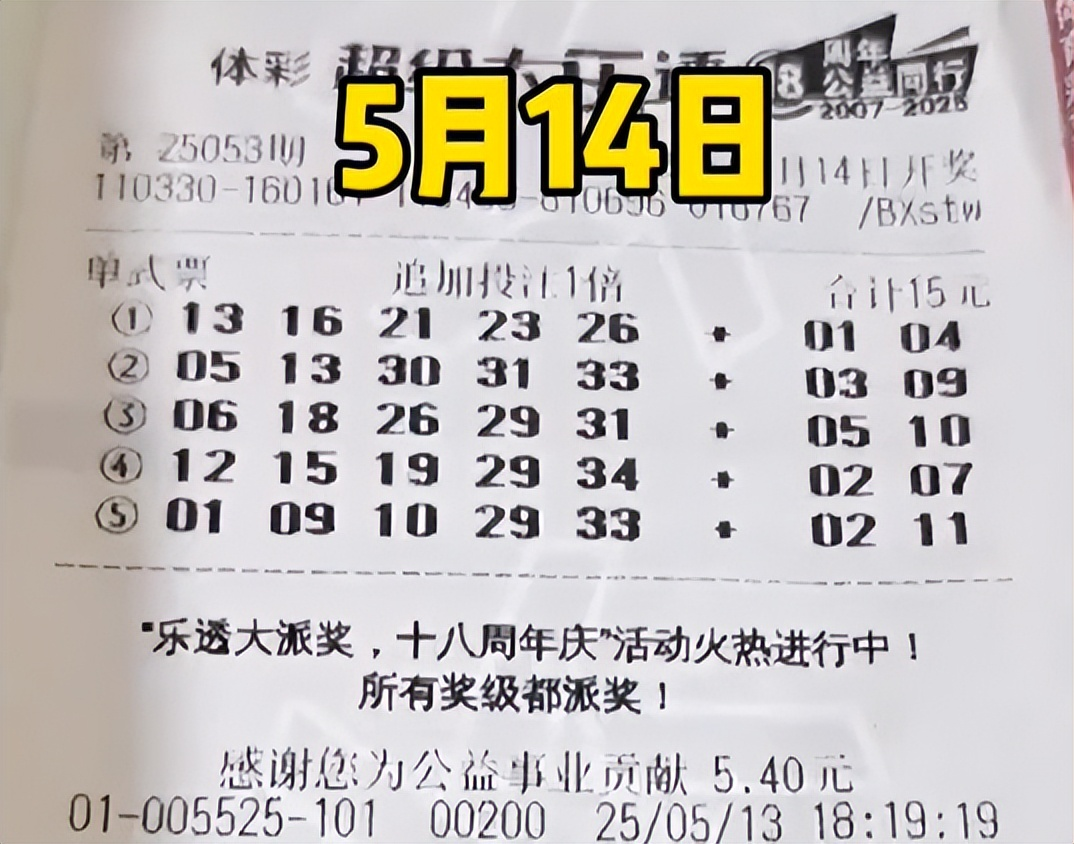 体彩 超级大乐透
周年
公益同行
2007-2025
5月14日
第 25053期
月14日开奖
/BXstw
单式票 追加投注1倍 合计15元
① 13 16 21 23 26 + 01 04
② 05 13 30 31 33 + 03 09
③ 06 18 26 29 31 + 05 10
④ 12 15 19 29 34 + 02 07
⑤ 01 09 10 29 33 + 02 11
"乐透大派奖,十八周年庆"活动火热进行中!
所有奖级都派奖!
感谢您为公益事业贡献 5.40元
01-005525-101 00200 25/05/13 18:19:19